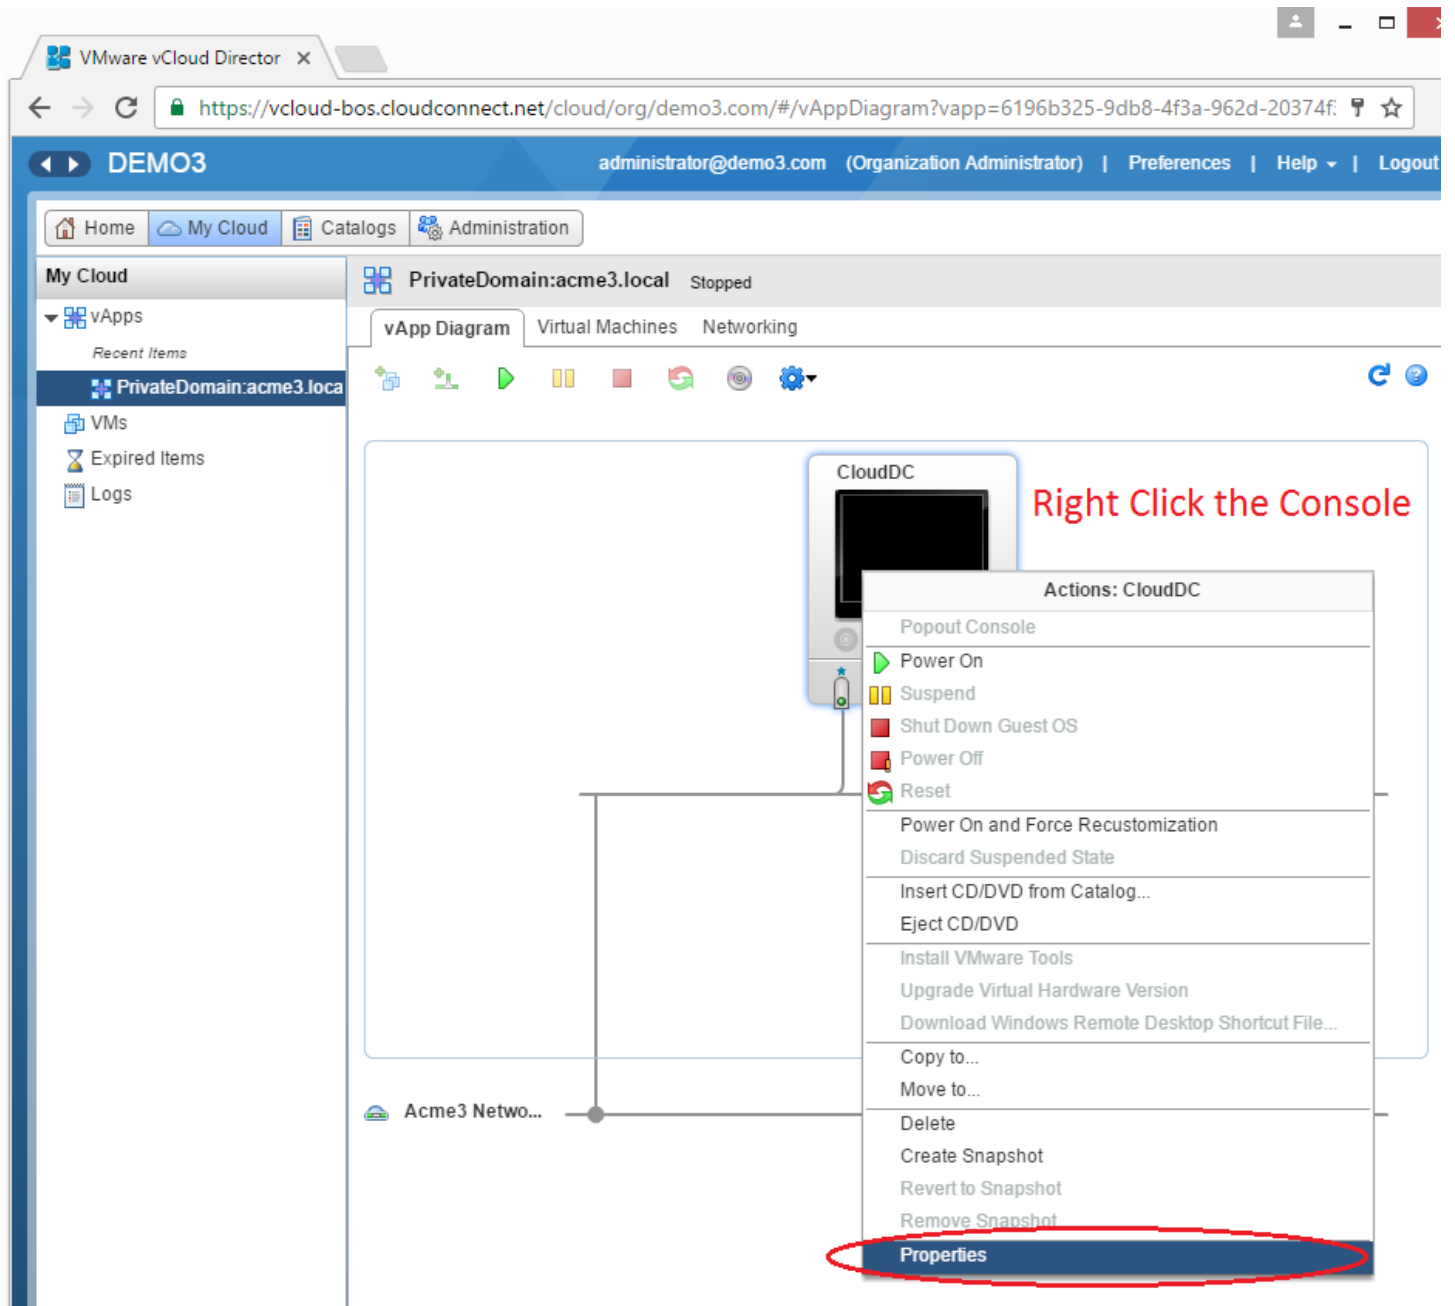 VMware vCloud Director
https://vcloud-bos.cloudconnect.net/cloud/org/demo3.com/#/vAppDiagram?vapp=6196b325-9db8-4f3a-962d-20374f
DEMO3
administrator@demo3.com (Organization Administrator) | Preferences | Help | Logout
Home My Cloud Catalogs Administration
My Cloud
PrivateDomain:acme3.local Stopped
vApps
vApp Diagram Virtual Machines Networking
Recent Items
PrivateDomain:acme3.loca
VMs
Expired Items
Logs
CloudDC
Right Click the Console
Actions: CloudDC
Popout Console
Power On
Suspend
Shut Down Guest OS
Power Off
Reset
Power On and Force Recustomization
Discard Suspended State
Insert CD/DVD from Catalog...
Eject CD/DVD
Install VMware Tools
Upgrade Virtual Hardware Version
Download Windows Remote Desktop Shortcut File...
Copy to...
Move to...
Acme3 Netwo...
Delete
Create Snapshot
Revert to Snapshot
Remove Snapshot
Properties